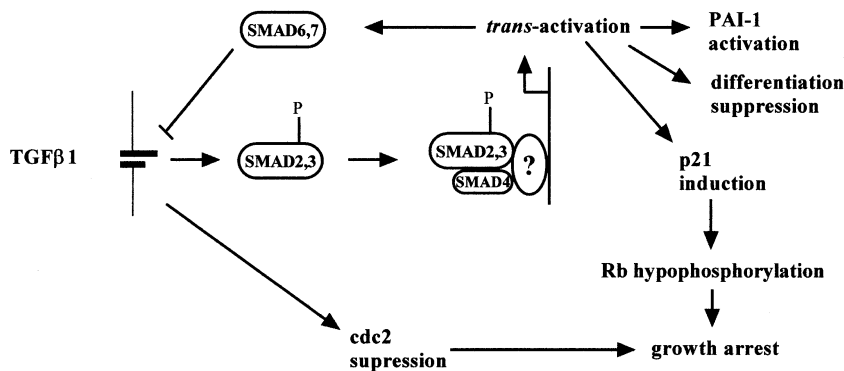 SMAD6,7
trans-activation
PAI-1
activation
differentiation
suppression
P
P
TGFβ1
SMAD2,3
SMAD2,3
SMAD4
?
p21
induction
Rb hypophosphorylation
cdc2
supression
growth arrest